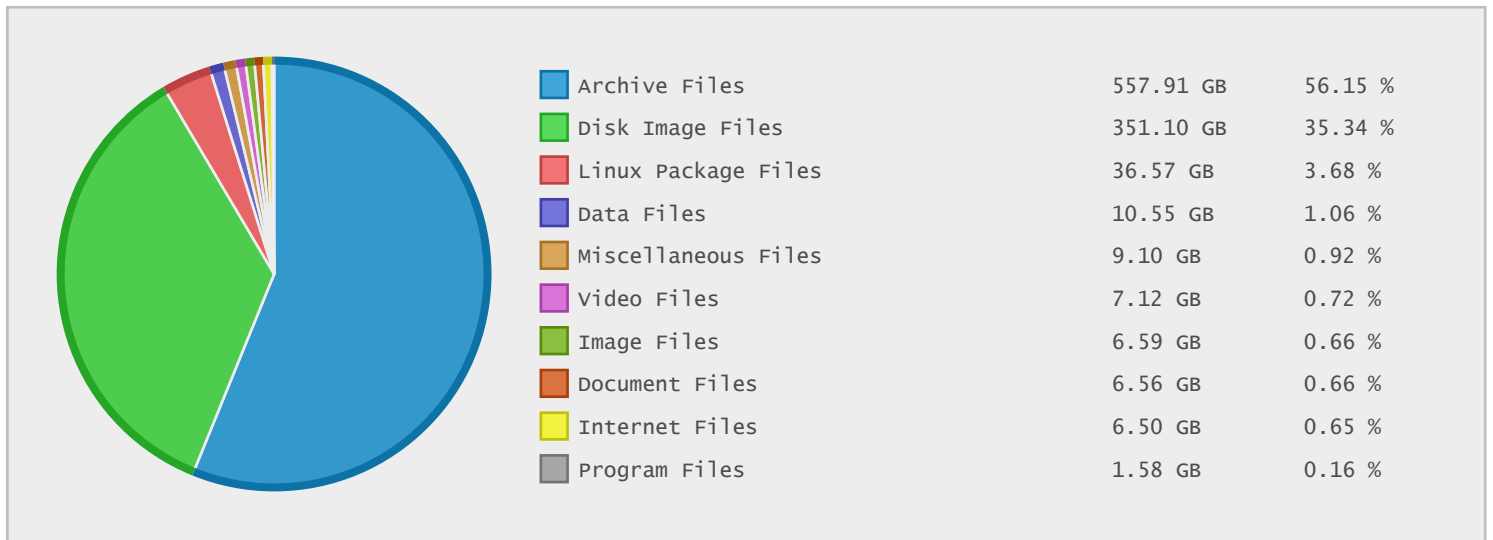 Archive Files 557.91 GB 56.15 %
Disk Image Files 351.10 GB 35.34 %
Linux Package Files 36.57 GB 3.68 %
Data Files 10.55 GB 1.06 %
Miscellaneous Files 9.10 GB 0.92 %
Video Files 7.12 GB 0.72 %
Image Files 6.59 GB 0.66 %
Document Files 6.56 GB 0.66 %
Internet Files 6.50 GB 0.65 %
Program Files 1.58 GB 0.16 %